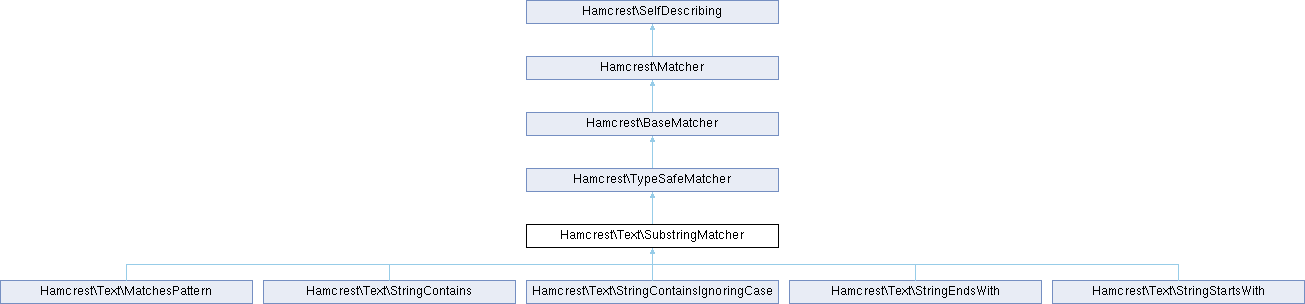 Hamcrest\SelfDescribing
Hamcrest\Matcher
Hamcrest\BaseMatcher
Hamcrest\TypeSafeMatcher
Hamcrest\Text\SubstringMatcher
Hamcrest\Text\MatchesPattern
Hamcrest\Text\StringContains
Hamcrest\Text\StringContainsIgnoringCase
Hamcrest\Text\StringEndsWith
Hamcrest\Text\StringStartsWith